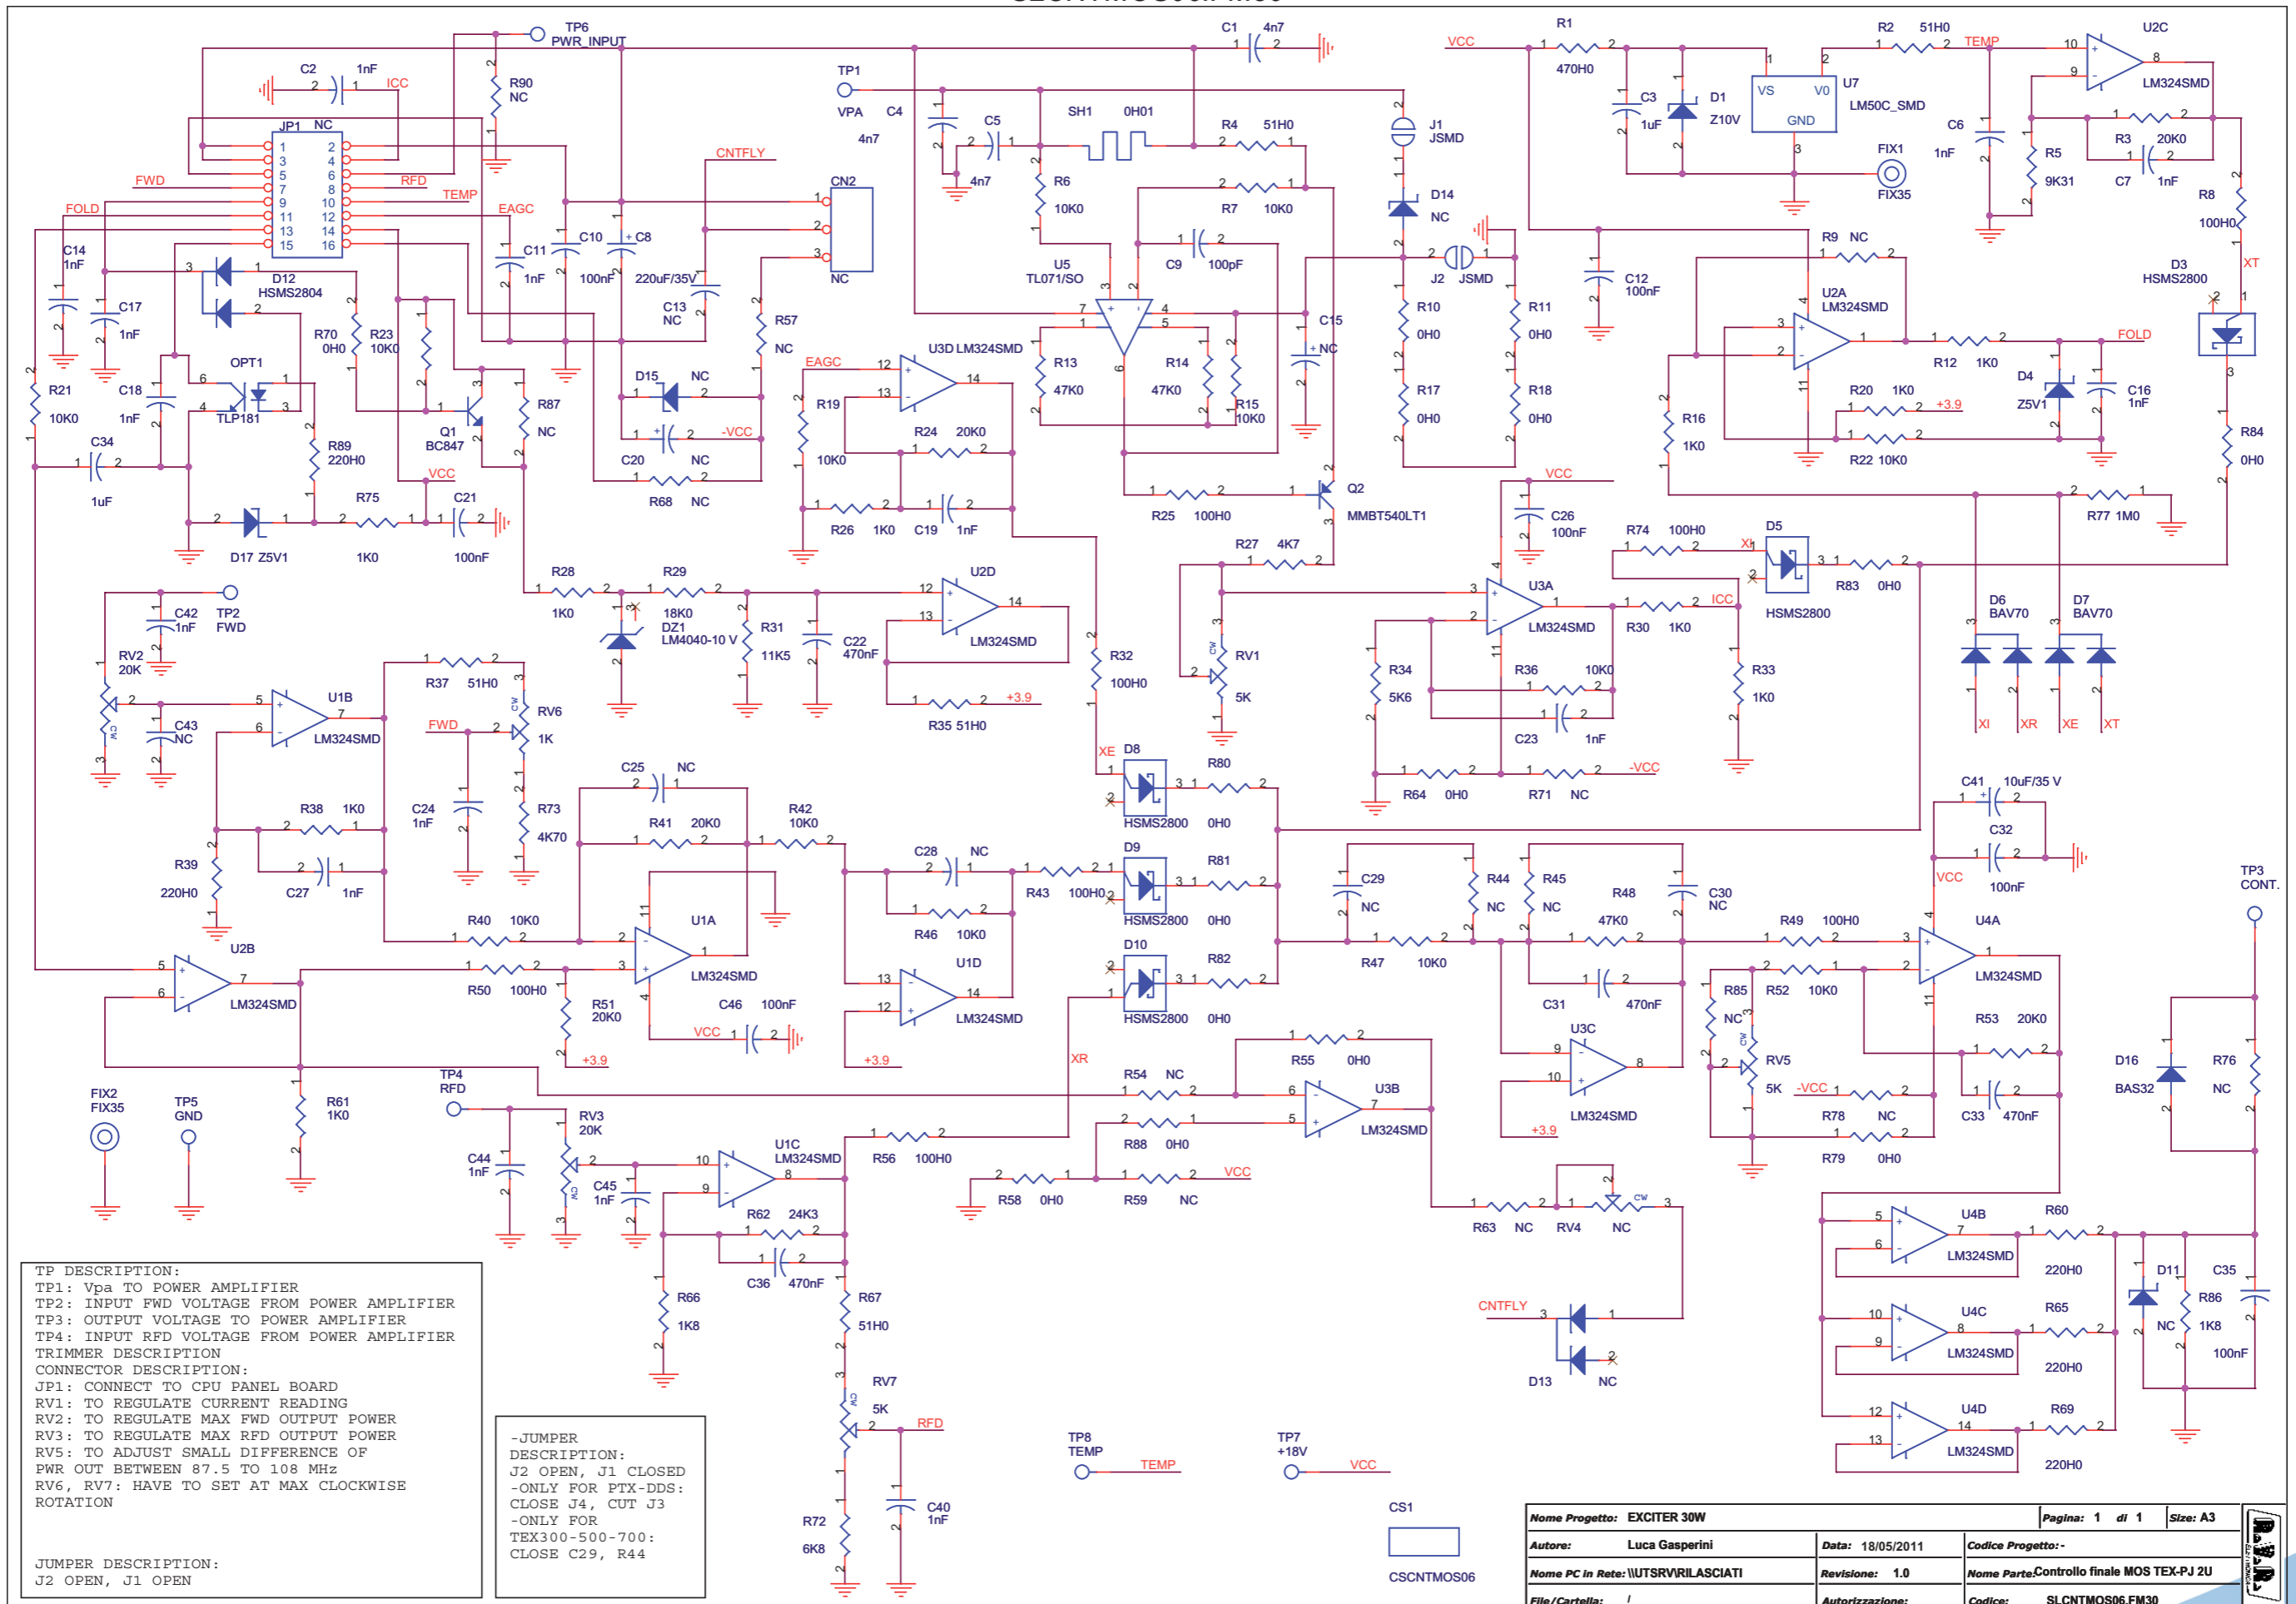 TP6
PWR_INPUT
C1 4n7
VCC
R1
470H0
R2 51H0
TEMP
U2C
LM324SMD
C2 1nF
ICC
R90
NC
TP1
VPA
C4
4n7
C5
4n7
SH1 0H01
R4 51H0
J1
JSMD
C3
1uF
D1
Z10V
VS V0
GND
U7
LM50C_SMD
C6
1nF
R5
9K31
R3 20K0
C7 1nF
R8
100H0
FIX1
FIX35
JP1 NC
1 2
3 4
5 6
7 8
9 10
11 12
13 14
15 16
FWD
FOLD
RFD
TEMP
EAGC
CNTFLY
CN2
NC
R6
10K0
R7 10K0
D14
NC
C14
1nF
C17
1nF
D12
HSMS2804
C11
1nF
C10
100nF
C8
220uF/35V
C13
NC
R57
NC
U5
TL071/SO
C9 100pF
J2 JSMD
C12
100nF
R9 NC
U2A
LM324SMD
D3
HSMS2800
XT
R70
0H0
R23
10K0
OPT1
TLP181
C18
1nF
R21
10K0
C34
1uF
R89
220H0
Q1
BC847
R87
NC
D15 NC
-VCC
C20 NC
R68 NC
EAGC
U3D LM324SMD
R19
10K0
R24 20K0
R26 1K0
C19 1nF
R13
47K0
R14
47K0
R15
10K0
C15
NC
R10
0H0
R11
0H0
R17
0H0
R18
0H0
R12
1K0
FOLD
D4
Z5V1
C16
1nF
R20 1K0
+3.9
R22 10K0
R16
1K0
R84
0H0
D17 Z5V1
R75
1K0
VCC
C21
100nF
R25 100H0
Q2
MMBT540LT1
VCC
C26
100nF
R74 100H0
XI
D5
HSMS2800
R83 0H0
R77 1M0
R27 4K7
C42
1nF
TP2
FWD
RV2
20K
C43
NC
U1B
LM324SMD
R28
1K0
R29
18K0
DZ1
LM4040-10 V
R31
11K5
C22
470nF
U2D
LM324SMD
R35 51H0
+3.9
R32
100H0
RV1
5K
U3A
LM324SMD
R34
5K6
R36 10K0
C23 1nF
R30 1K0
ICC
R33
1K0
D6
BAV70
D7
BAV70
XI XR XE XT
R37 51H0
RV6
1K
FWD
C24
1nF
R73
4K70
R38 1K0
C27 1nF
R39
220H0
C25 NC
R41 20K0
R42
10K0
R40 10K0
U1A
LM324SMD
C28 NC
R46 10K0
U1D
LM324SMD
R43 100H0
XE D8
HSMS2800
R80
0H0
D9
HSMS2800
R81
0H0
D10
HSMS2800
R82
0H0
R64 0H0
R71 NC
-VCC
C41 10uF/35 V
C32
100nF
VCC
C29
NC
R44
NC
R45
NC
R48
47K0
C30
NC
R47 10K0
R49 100H0
U4A
LM324SMD
TP3
CONT.
U2B
LM324SMD
R50 100H0
R51
20K0
+3.9
VCC
C46 100nF
+3.9
XR
C31 470nF
U3C
LM324SMD
+3.9
R85
NC
R52 10K0
RV5
5K
R53 20K0
C33 470nF
-VCC
R78 NC
R79 0H0
D16
BAS32
R76
NC
FIX2
FIX35
TP5
GND
R61
1K0
TP4
RFD
RV3
20K
C44
1nF
C45
1nF
U1C
LM324SMD
R56 100H0
R54 NC
R88 0H0
R55 0H0
U3B
LM324SMD
R58 0H0
R59 NC
VCC
R62 24K3
C36 470nF
R66
1K8
R67
51H0
R63 NC
RV4 NC
CNTFLY
D13 NC
U4B
LM324SMD
R60
220H0
U4C
LM324SMD
R65
220H0
U4D
LM324SMD
R69
220H0
D11
NC
R86
1K8
C35
100nF
RV7
5K
RFD
C40
1nF
R72
6K8
TP8
TEMP
TEMP
TP7
+18V
VCC
CS1
CSCNTMOS06
TP DESCRIPTION:
TP1: Vpa TO POWER AMPLIFIER
TP2: INPUT FWD VOLTAGE FROM POWER AMPLIFIER
TP3: OUTPUT VOLTAGE TO POWER AMPLIFIER
TP4: INPUT RFD VOLTAGE FROM POWER AMPLIFIER
TRIMMER DESCRIPTION
CONNECTOR DESCRIPTION:
JP1: CONNECT TO CPU PANEL BOARD
RV1: TO REGULATE CURRENT READING
RV2: TO REGULATE MAX FWD OUTPUT POWER
RV3: TO REGULATE MAX RFD OUTPUT POWER
RV5: TO ADJUST SMALL DIFFERENCE OF
PWR OUT BETWEEN 87.5 TO 108 MHz
RV6, RV7: HAVE TO SET AT MAX CLOCKWISE
ROTATION
JUMPER DESCRIPTION:
J2 OPEN, J1 OPEN
-JUMPER
DESCRIPTION:
J2 OPEN, J1 CLOSED
-ONLY FOR PTX-DDS:
CLOSE J4, CUT J3
-ONLY FOR
TEX300-500-700:
CLOSE C29, R44
Nome Progetto: EXCITER 30W Pagina: 1 di 1 Size: A3
Autore: Luca Gasperini Data: 18/05/2011 Codice Progetto: -
Nome PC in Rete: \\UTSRV\RILASCIATI Revisione: 1.0 Nome Parte: Controllo finale MOS TEX-PJ 2U
File/Cartella: / Autorizzazione: Codice: SLCNTMOS06.FM30
R.V.R.